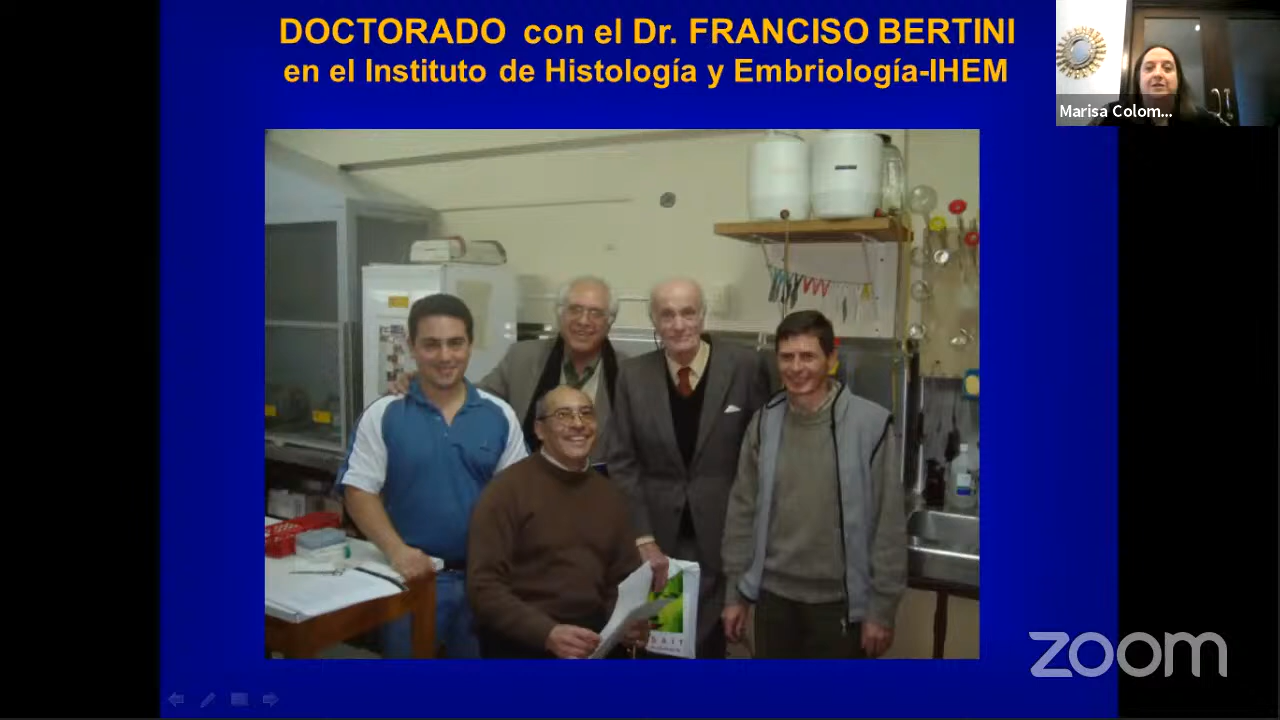 DOCTORADO con el Dr. FRANCISO BERTINI
en el Instituto de Histología y Embriología-IHEM
Marisa Colom...
zoom